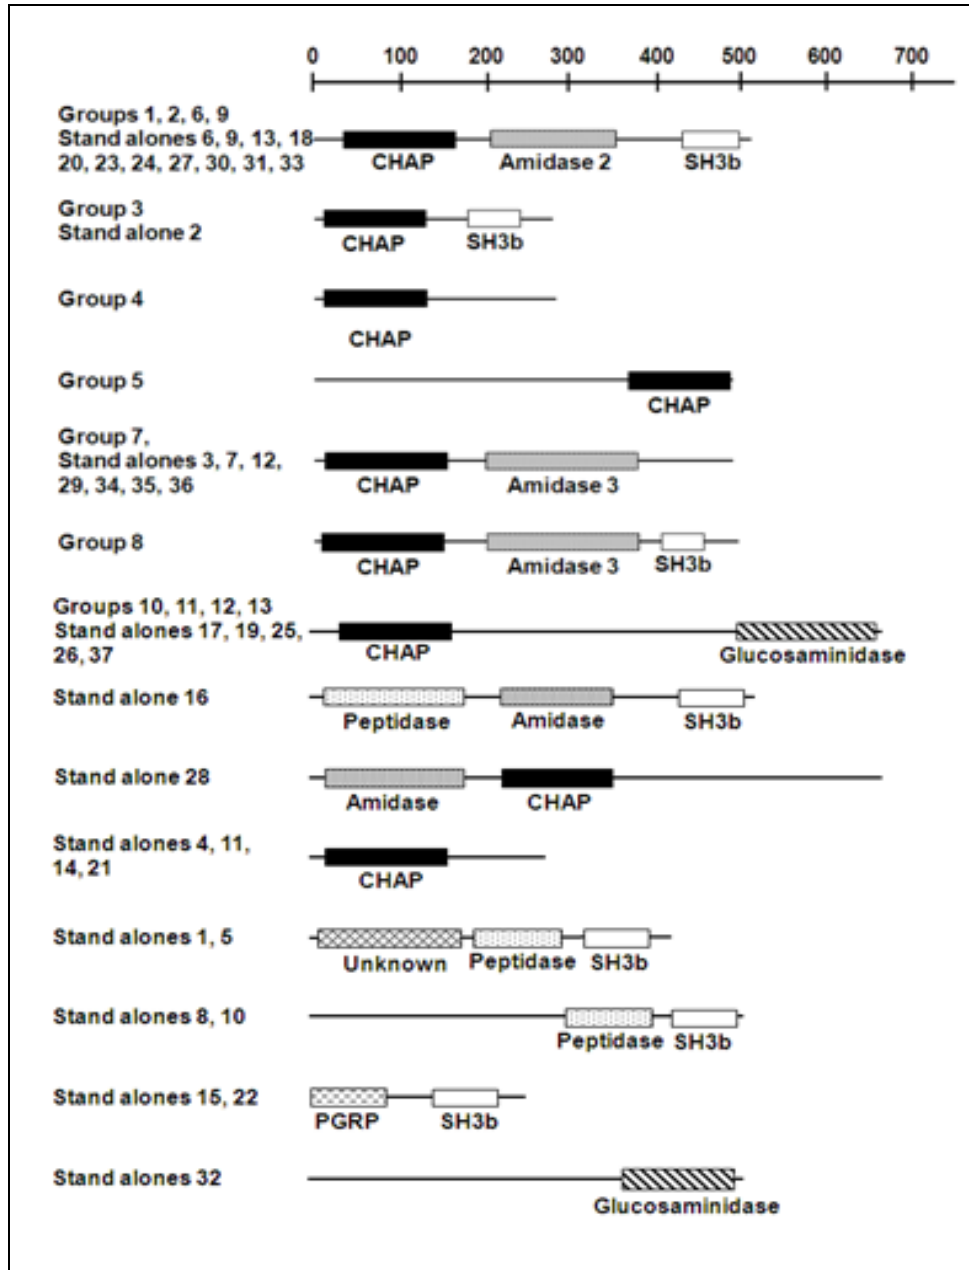 0 100 200 300 400 500 600 700
Groups 1, 2, 6, 9
Stand alones 6, 9, 13, 18
20, 23, 24, 27, 30, 31, 33
CHAP Amidase 2 SH3b
Group 3
Stand alone 2
CHAP SH3b
Group 4
CHAP
Group 5
CHAP
Group 7,
Stand alones 3, 7, 12,
29, 34, 35, 36
CHAP Amidase 3
Group 8
CHAP Amidase 3 SH3b
Groups 10, 11, 12, 13
Stand alones 17, 19, 25,
26, 37
CHAP Glucosaminidase
Stand alone 16
Peptidase Amidase SH3b
Stand alone 28
Amidase CHAP
Stand alones 4, 11,
14, 21
CHAP
Stand alones 1, 5
Unknown Peptidase SH3b
Stand alones 8, 10
Peptidase SH3b
Stand alones 15, 22
PGRP SH3b
Stand alones 32
Glucosaminidase